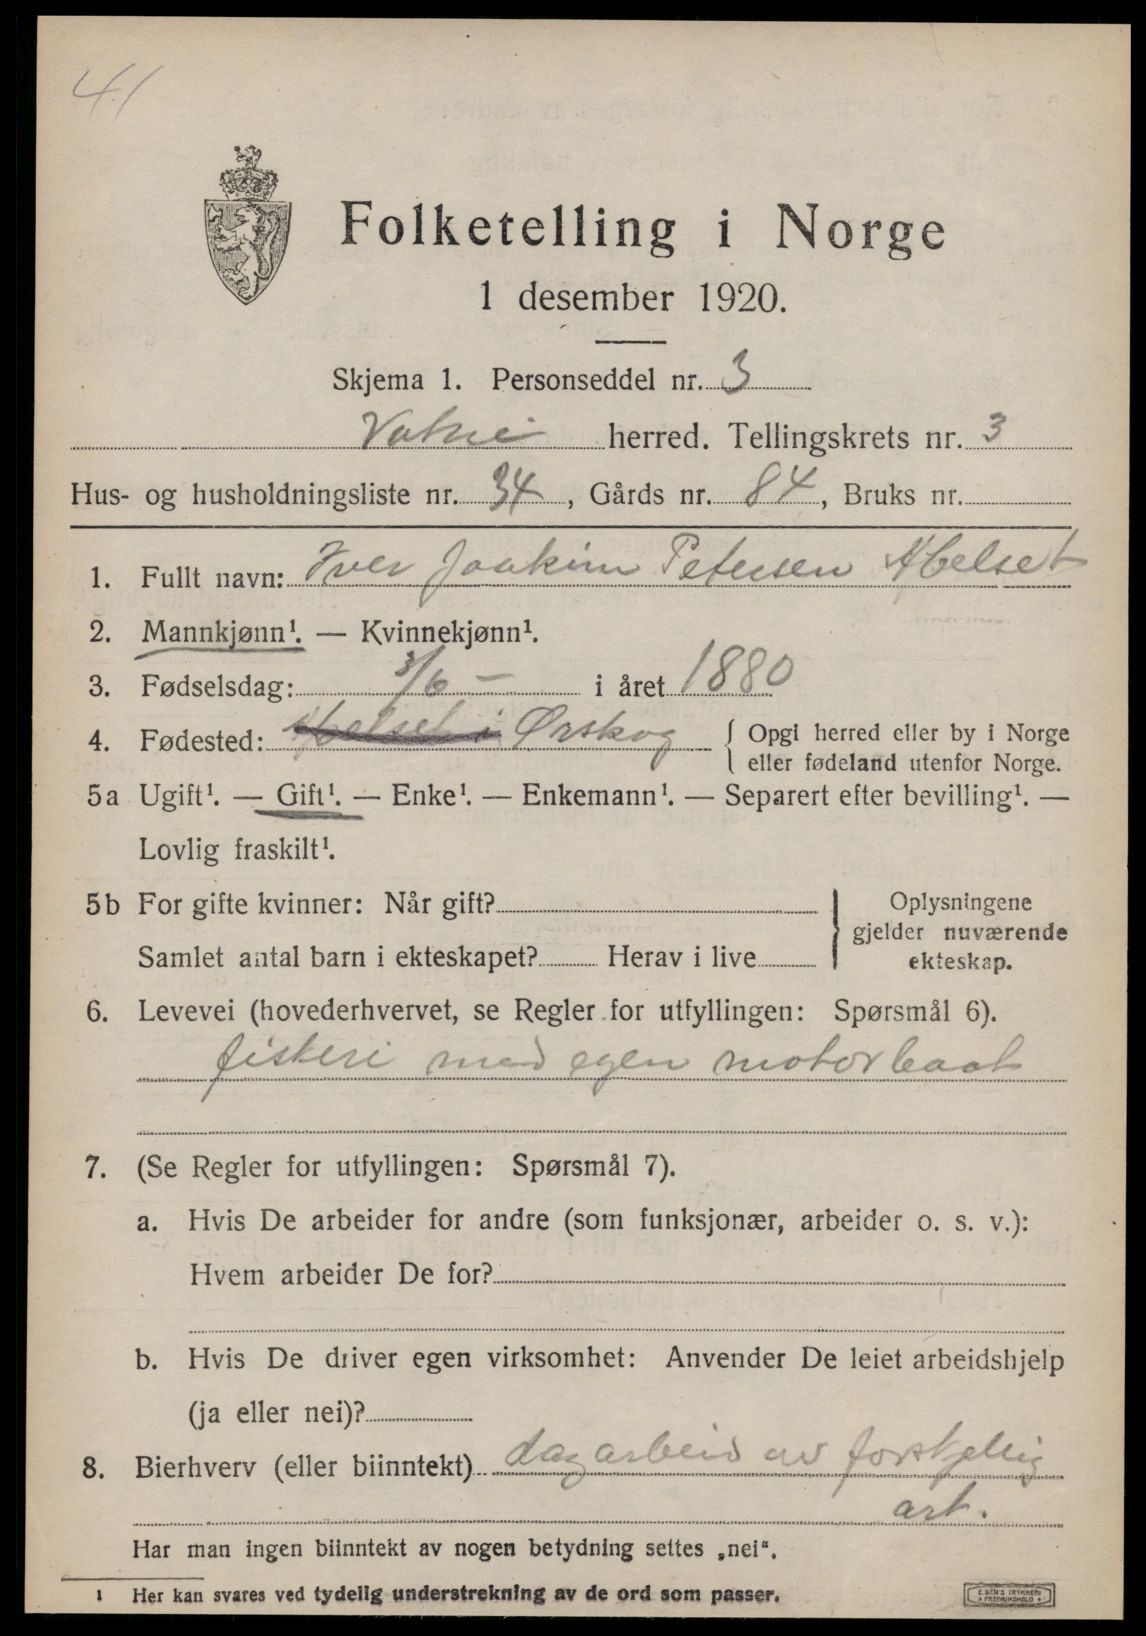 41
Folketelling i Norge
1 desember 1920.
Skjema 1. Personseddel nr. 3
Vatne herred. Tellingskrets nr. 3
Hus- og husholdningsliste nr. 34, Gårds nr. 84, Bruks nr.
1. Fullt navn: Iver Joakim Petersen Abelset
2. Mannkjønn¹. — Kvinnekjønn¹.
3. Fødselsdag: 3/6 — i året 1880
4. Fødested: Abelset i Ørskog { Opgi herred eller by i Norge
eller fødeland utenfor Norge.
5a Ugift¹. — Gift¹. — Enke¹. — Enkemann¹. — Separert efter bevilling¹. —
Lovlig fraskilt¹.
5b For gifte kvinner: Når gift? } Oplysningene
gjelder nuværende
Samlet antal barn i ekteskapet? Herav i live ekteskap.
6. Levevei (hovederhvervet, se Regler for utfyllingen: Spørsmål 6).
fiskeri med egen motorbaat
7. (Se Regler for utfyllingen: Spørsmål 7).
a. Hvis De arbeider for andre (som funksjonær, arbeider o. s. v.):
Hvem arbeider De for?
b. Hvis De driver egen virksomhet: Anvender De leiet arbeidshjelp
(ja eller nei)?
8. Bierhverv (eller biinntekt) dagarbeid av forskjellig
art.
Har man ingen biinntekt av nogen betydning settes „nei“.
1 Her kan svares ved tydelig understrekning av de ord som passer.
E. SEM'S TRYKKERI
• FREDRIKSHALD •